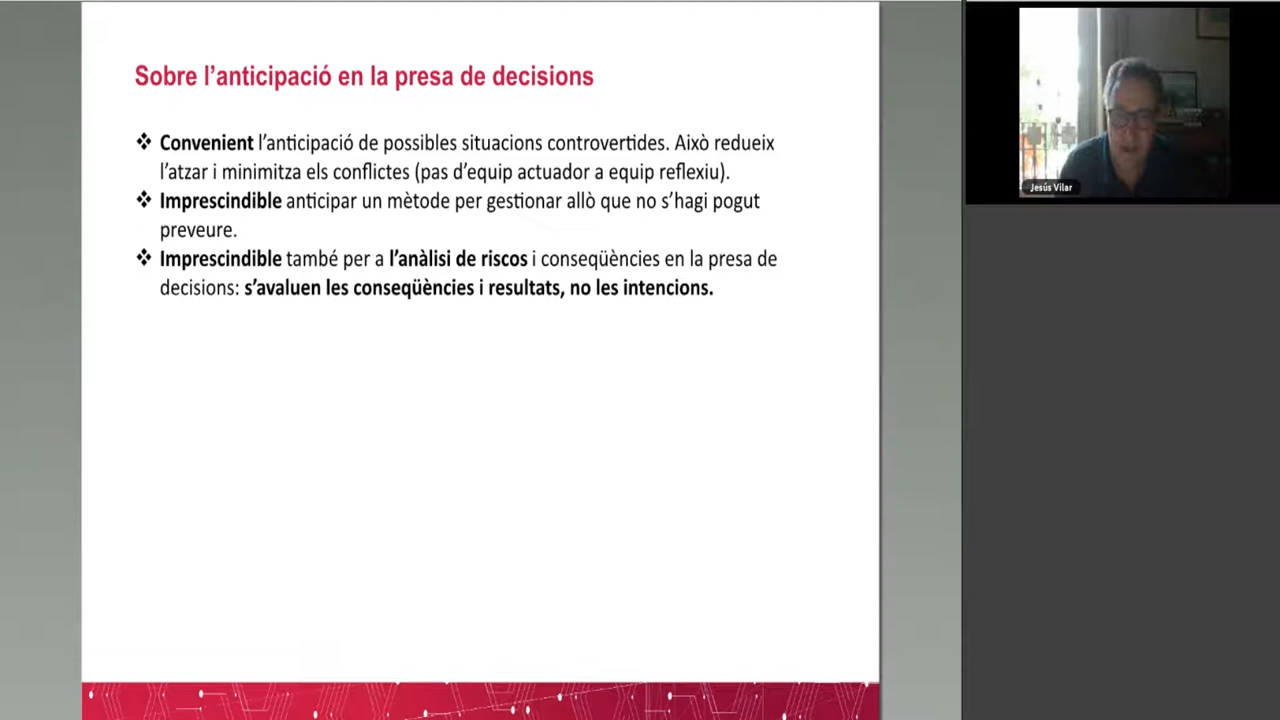 Sobre l’anticipació en la presa de decisions
❖ Convenient l’anticipació de possibles situacions controvertides. Això redueix
l’atzar i minimitza els conflictes (pas d’equip actuador a equip reflexiu).
❖ Imprescindible anticipar un mètode per gestionar allò que no s’hagi pogut
preveure.
❖ Imprescindible també per a l’anàlisi de riscos i conseqüències en la presa de
decisions: s’avaluen les conseqüències i resultats, no les intencions.
Jesús Vilar